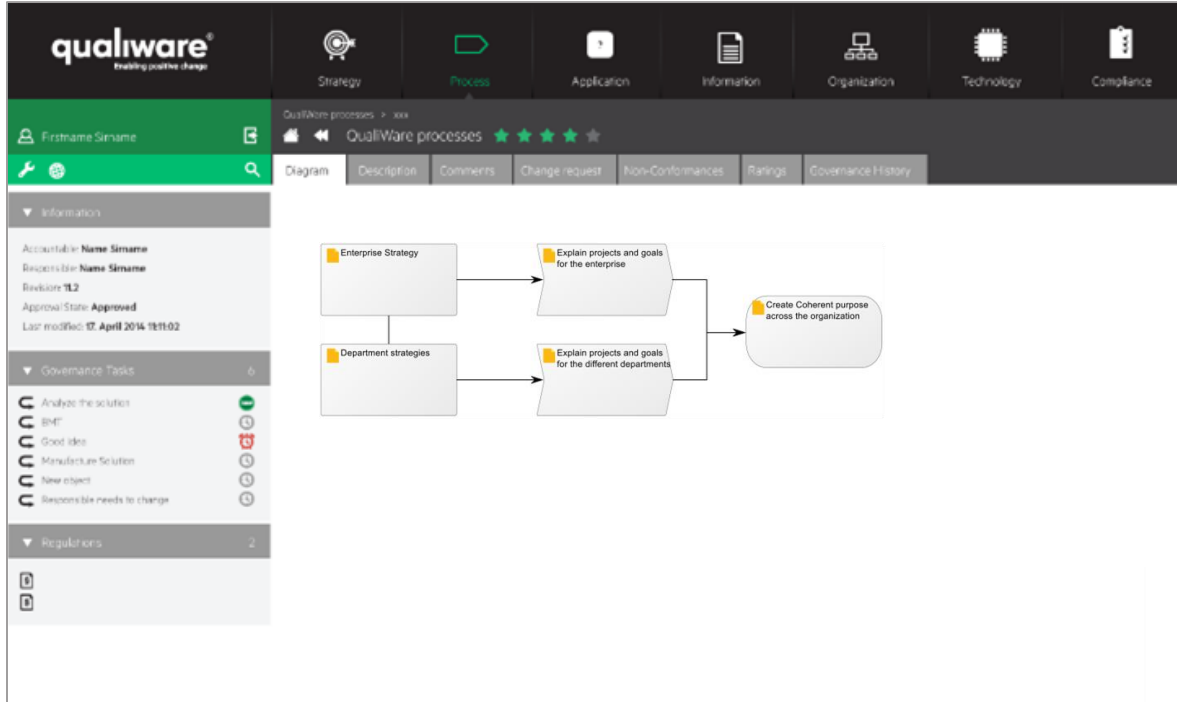 qualiware®
Enabling positive change
Strategy
Process
Application
Information
Organization
Technology
Compliance
Firstname Sirname
QualiWare processes > xxx
QualiWare processes
Diagram
Description
Comments
Change request
Non-Conformances
Ratings
Governance History
Information
Accountable: Name Sirname
Responsible: Name Sirname
Revision: 11.2
Approval State: Approved
Last modified: 17. April 2014 11:11:02
Governance Tasks 6
Analyze the solution
BMT
Good idea
Manufacture Solution
New object
Responsible needs to change
Regulations 2
Enterprise Strategy
Explain projects and goals
for the enterprise
Create Coherent purpose
across the organization
Department strategies
Explain projects and goals
for the different departments